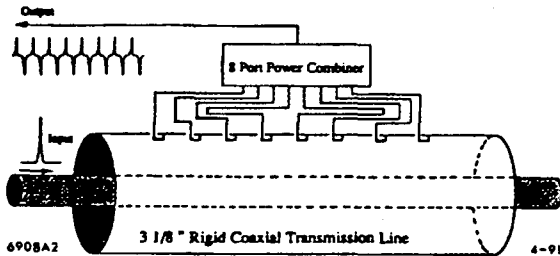 Output
8 Port Power Combiner
Input
3 1/8 " Rigid Coaxial Transmission Line
6908A2
4-91